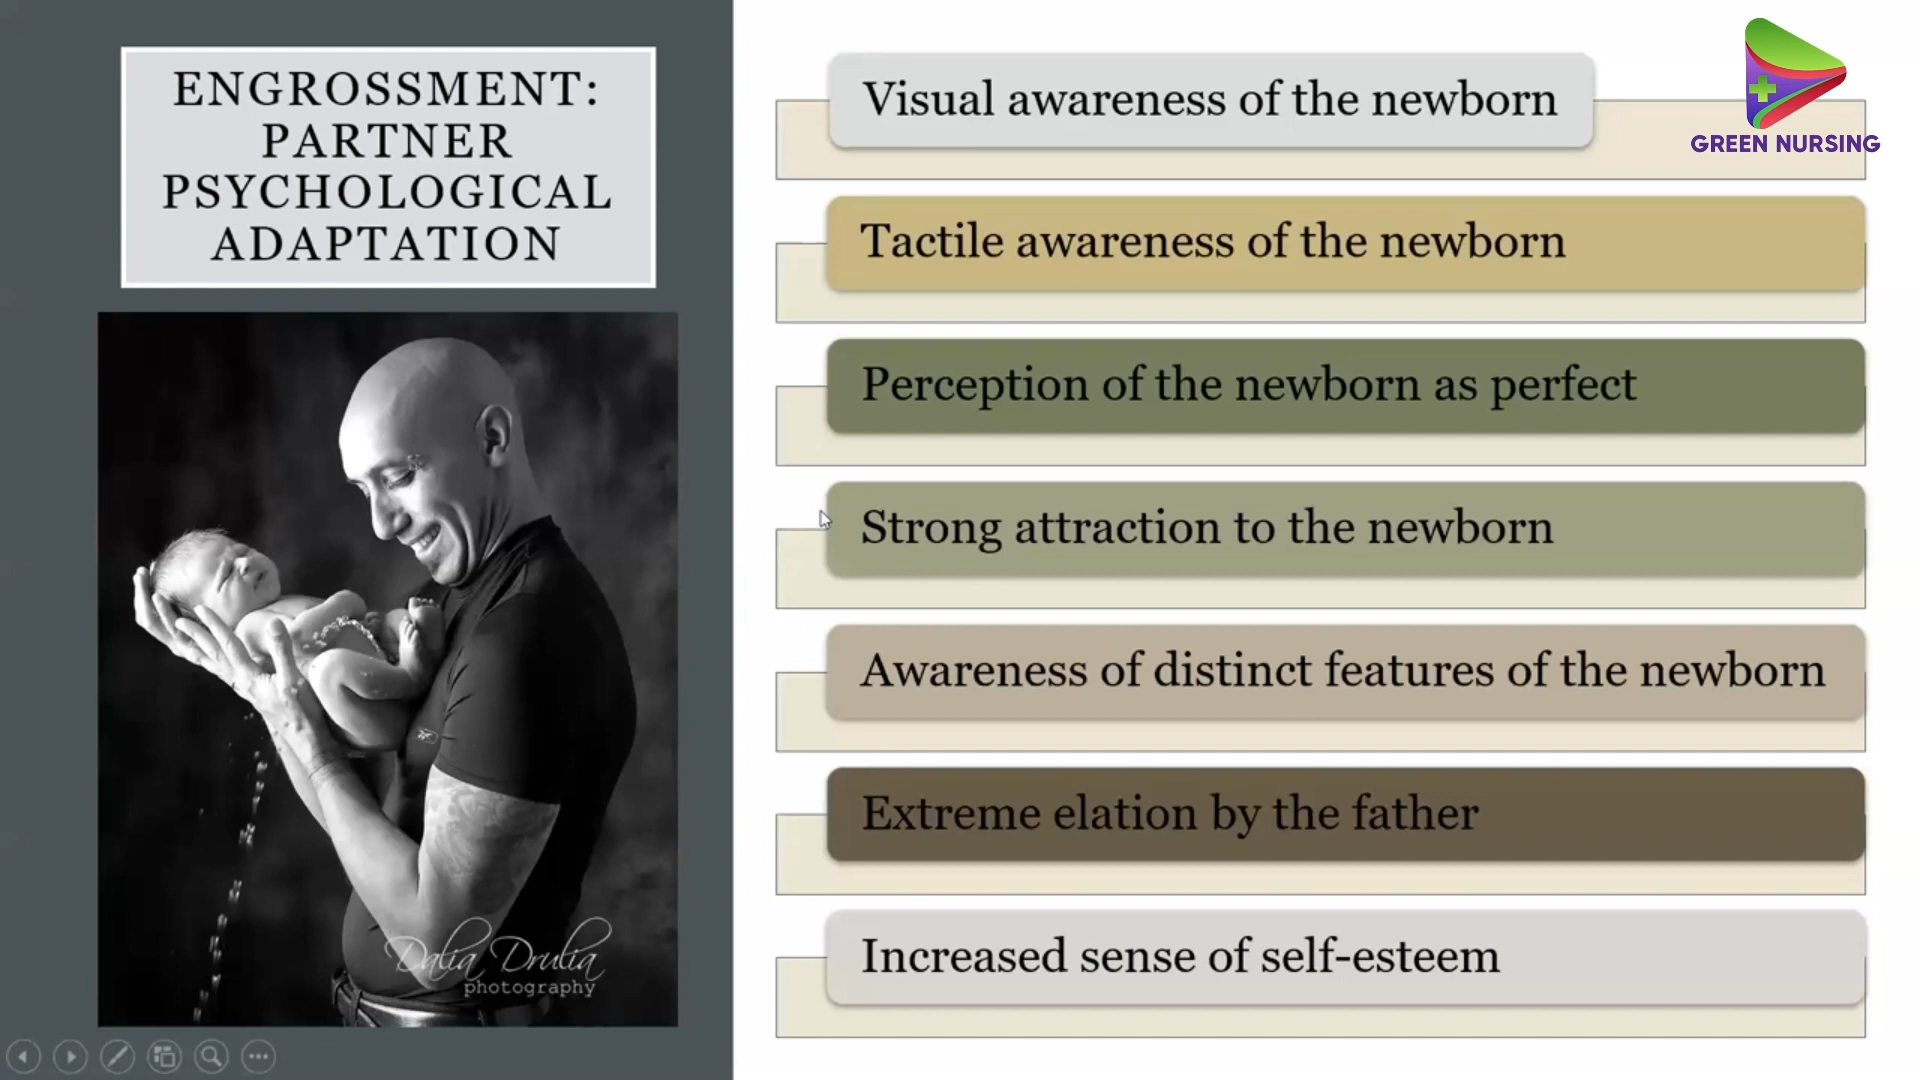 ENGROSSMENT:
PARTNER
PSYCHOLOGICAL
ADAPTATION
Dalia Drulia
photography
Visual awareness of the newborn
Tactile awareness of the newborn
Perception of the newborn as perfect
Strong attraction to the newborn
Awareness of distinct features of the newborn
Extreme elation by the father
Increased sense of self-esteem
GREEN NURSING